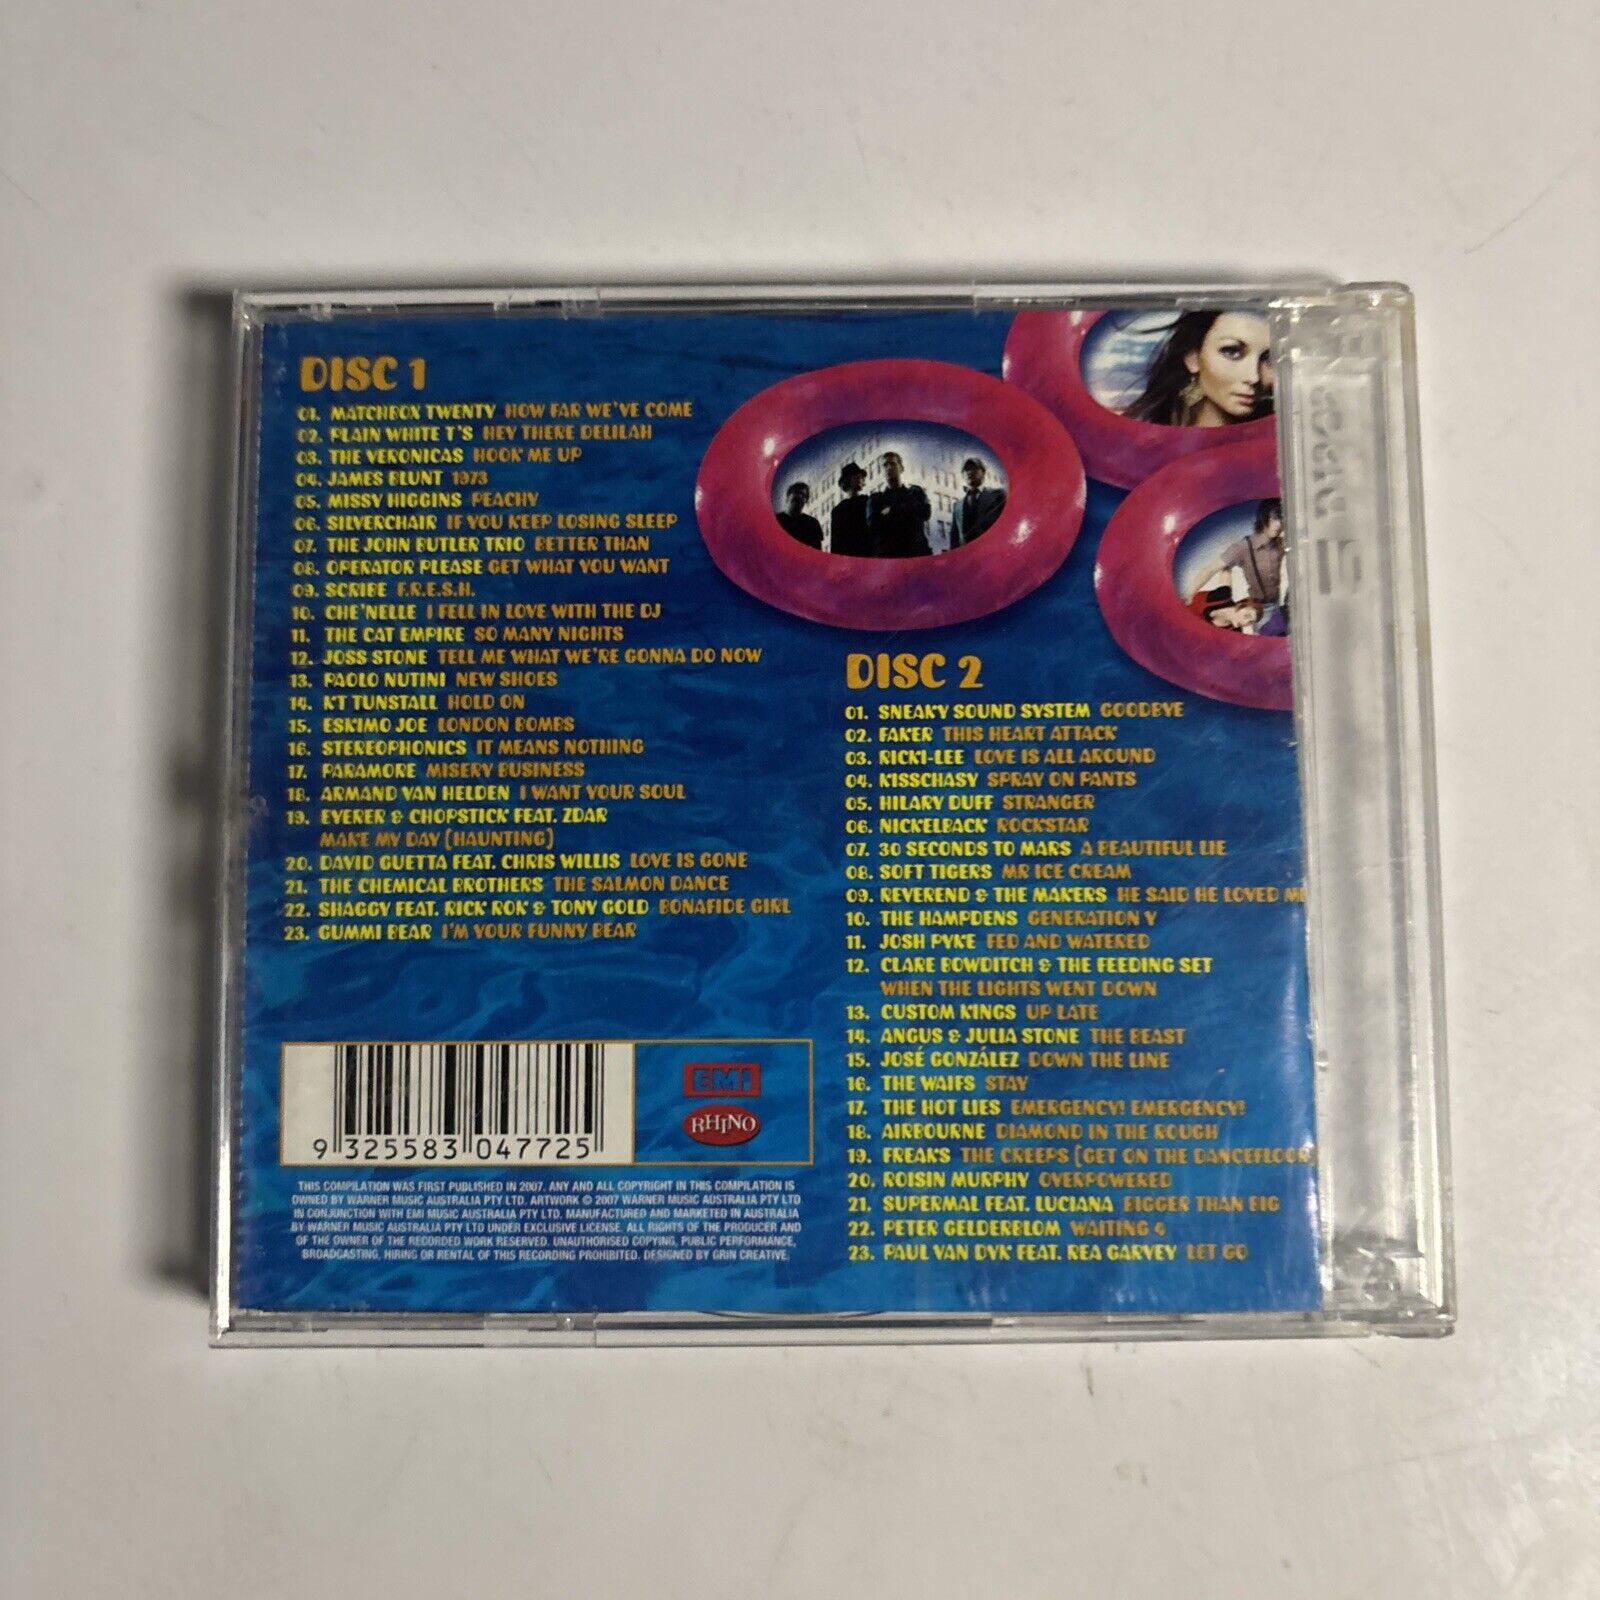 DISC 1
01. MATCHBOX TWENTY HOW FAR WE'VE COME
02. PLAIN WHITE T'S HEY THERE DELILAH
03. THE VERONICAS HOOK ME UP
04. JAMES BLUNT 1973
05. MISSY HIGGINS PEACHY
06. SILVERCHAIR IF YOU KEEP LOSING SLEEP
07. THE JOHN BUTLER TRIO BETTER THAN
08. OPERATOR PLEASE GET WHAT YOU WANT
09. SCRIBE F.R.E.S.H.
10. CHE'NELLE I FELL IN LOVE WITH THE DJ
11. THE CAT EMPIRE SO MANY NIGHTS
12. JOSS STONE TELL ME WHAT WE'RE GONNA DO NOW
13. PAOLO NUTINI NEW SHOES
14. KT TUNSTALL HOLD ON
15. ESKIMO JOE LONDON BOMBS
16. STEREOPHONICS IT MEANS NOTHING
17. PARAMORE MISERY BUSINESS
18. ARMAND VAN HELDEN I WANT YOUR SOUL
19. EYERER & CHOPSTICK FEAT. ZDAR
MAKE MY DAY (HAUNTING)
20. DAVID GUETTA FEAT. CHRIS WILLIS LOVE IS GONE
21. THE CHEMICAL BROTHERS THE SALMON DANCE
22. SHAGGY FEAT. RICK ROK & TONY GOLD BONAFIDE GIRL
23. GUMMI BEAR I'M YOUR FUNNY BEAR
DISC 2
01. SNEAKY SOUND SYSTEM GOODBYE
02. FAKER THIS HEART ATTACK
03. RICKI-LEE LOVE IS ALL AROUND
04. KISSCHASY SPRAY ON PANTS
05. HILARY DUFF STRANGER
06. NICKELBACK ROCKSTAR
07. 30 SECONDS TO MARS A BEAUTIFUL LIE
08. SOFT TIGERS MR ICE CREAM
09. REVEREND & THE MAKERS HE SAID HE LOVED ME
10. THE HAMPDENS GENERATION Y
11. JOSH PYKE FED AND WATERED
12. CLARE BOWDITCH & THE FEEDING SET
WHEN THE LIGHTS WENT DOWN
13. CUSTOM KINGS UP LATE
14. ANGUS & JULIA STONE THE BEAST
15. JOSÉ GONZÁLEZ DOWN THE LINE
16. THE WAIFS STAY
17. THE HOT LIES EMERGENCY! EMERGENCY!
18. AIRBOURNE DIAMOND IN THE ROUGH
19. FREAKS THE CREEPS (GET ON THE DANCEFLOOR
20. ROISIN MURPHY OVERPOWERED
21. SUPERMAL FEAT. LUCIANA BIGGER THAN BIG
22. PETER GELDERBLOM WAITING 4
23. PAUL VAN DYK FEAT. REA GARVEY LET GO
EMI
RHINO
9 325583 047725
THIS COMPILATION WAS FIRST PUBLISHED IN 2007. ANY AND ALL COPYRIGHT IN THIS COMPILATION IS
OWNED BY WARNER MUSIC AUSTRALIA PTY LTD. ARTWORK © 2007 WARNER MUSIC AUSTRALIA PTY LTD
IN CONJUNCTION WITH EMI MUSIC AUSTRALIA PTY LTD. MANUFACTURED AND MARKETED IN AUSTRALIA
BY WARNER MUSIC AUSTRALIA PTY LTD UNDER EXCLUSIVE LICENSE. ALL RIGHTS OF THE PRODUCER AND
OF THE OWNER OF THE RECORDED WORK RESERVED. UNAUTHORISED COPYING, PUBLIC PERFORMANCE,
BROADCASTING, HIRING OR RENTAL OF THIS RECORDING PROHIBITED. DESIGNED BY GRIN CREATIVE.